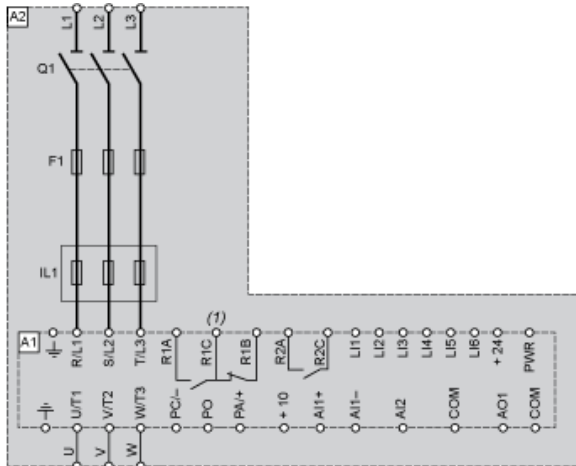 A2
L1 L2 L3
Q1
F1
IL1
(1)
A1
R/L1 S/L2 T/L3 R1A R1C R1B R2A R2C LI1 LI2 LI3 LI4 LI5 LI6 +24 PWR
U/T1 V/T2 W/T3 PC/– PO PA/+ +10 AI1+ AI1– AI2 COM AO1 COM
U V W